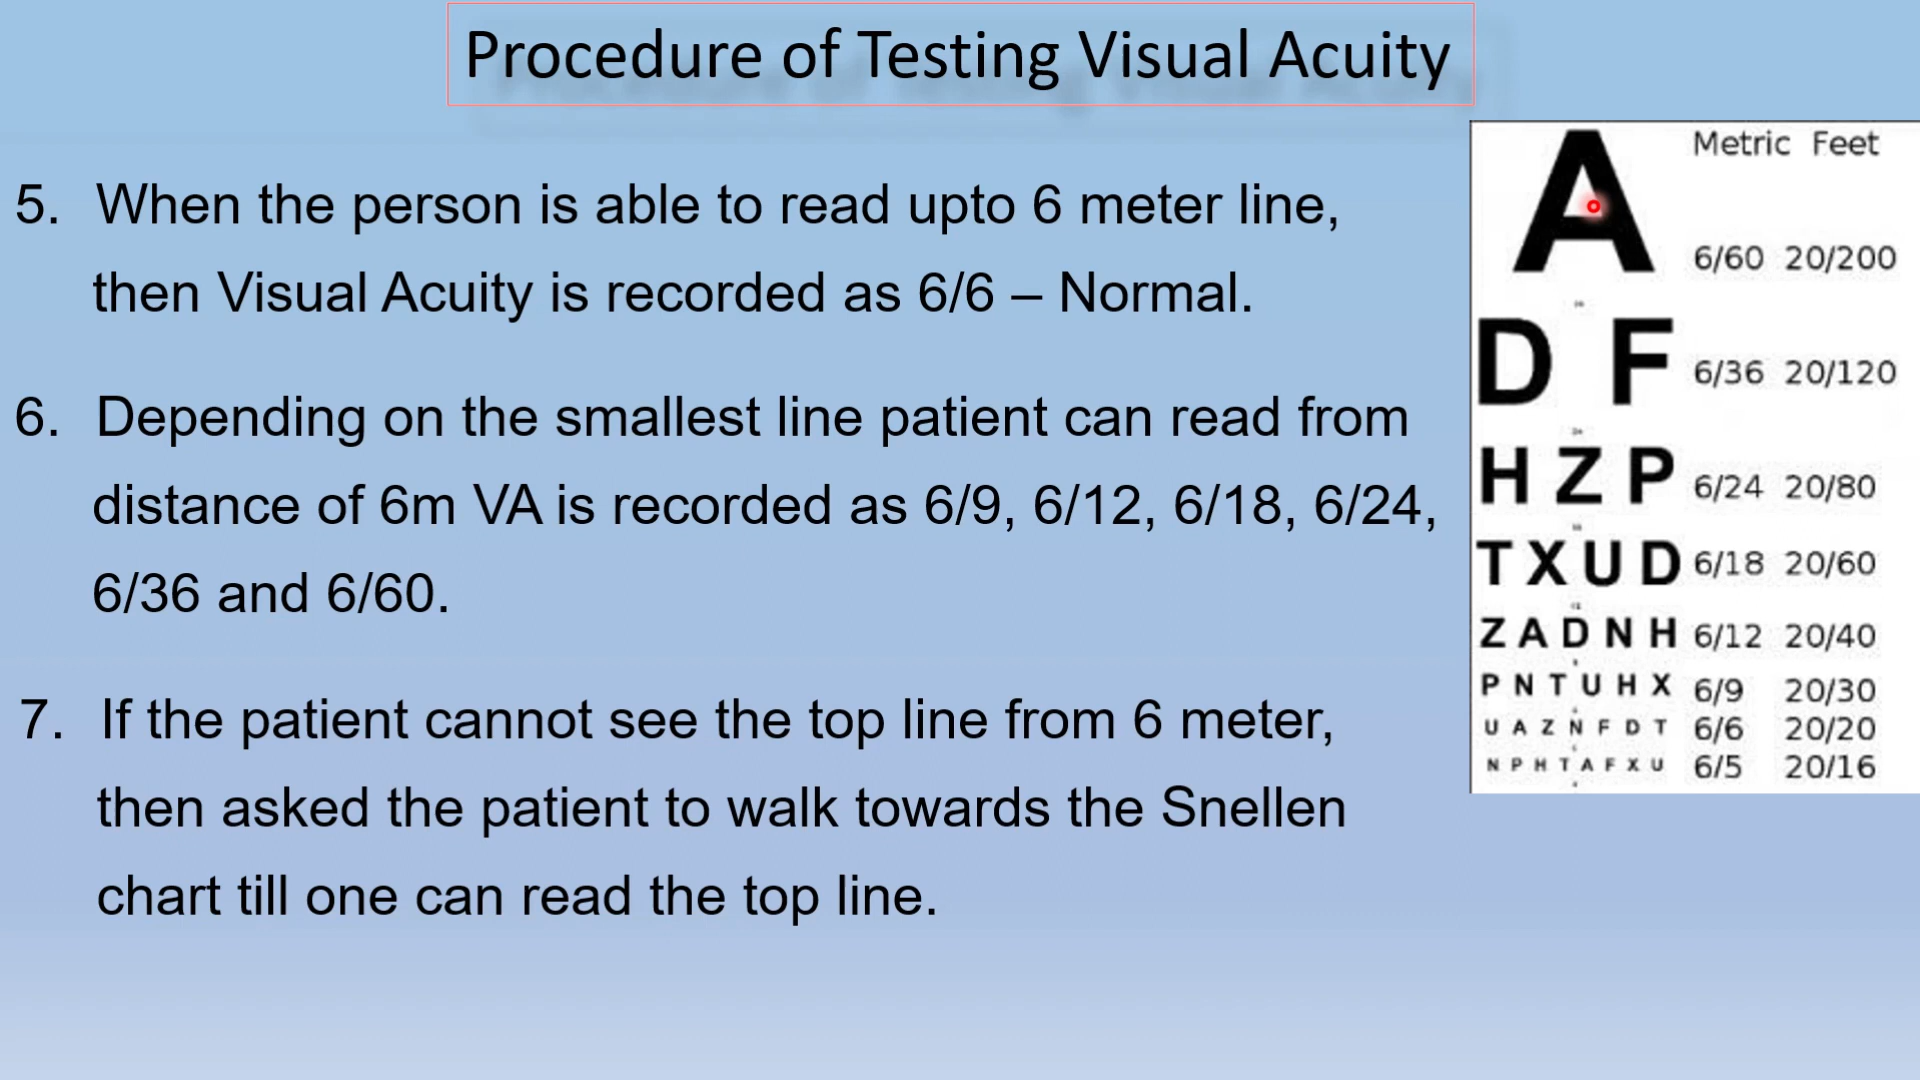 Procedure of Testing Visual Acuity
5. When the person is able to read upto 6 meter line,
then Visual Acuity is recorded as 6/6 – Normal.
6. Depending on the smallest line patient can read from
distance of 6m VA is recorded as 6/9, 6/12, 6/18, 6/24,
6/36 and 6/60.
7. If the patient cannot see the top line from 6 meter,
then asked the patient to walk towards the Snellen
chart till one can read the top line.
Metric Feet
A 6/60 20/200
D F 6/36 20/120
H Z P 6/24 20/80
T X U D 6/18 20/60
Z A D N H 6/12 20/40
P N T U H X 6/9 20/30
U A Z N F D T 6/6 20/20
N P H T A F X U 6/5 20/16